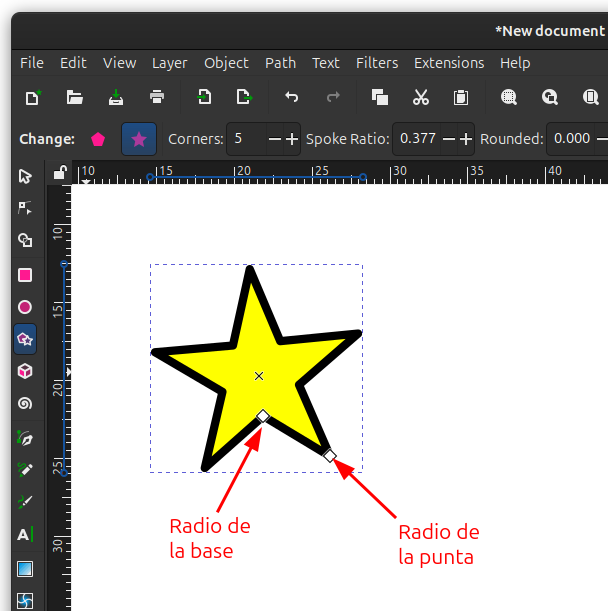 *New document
File Edit View Layer Object Path Text Filters Extensions Help
Change: Corners: 5 Spoke Ratio: 0.377 Rounded: 0.000
10 15 20 25 30 35 40
10
15
20
25
30
Radio de
la base
Radio de
la punta